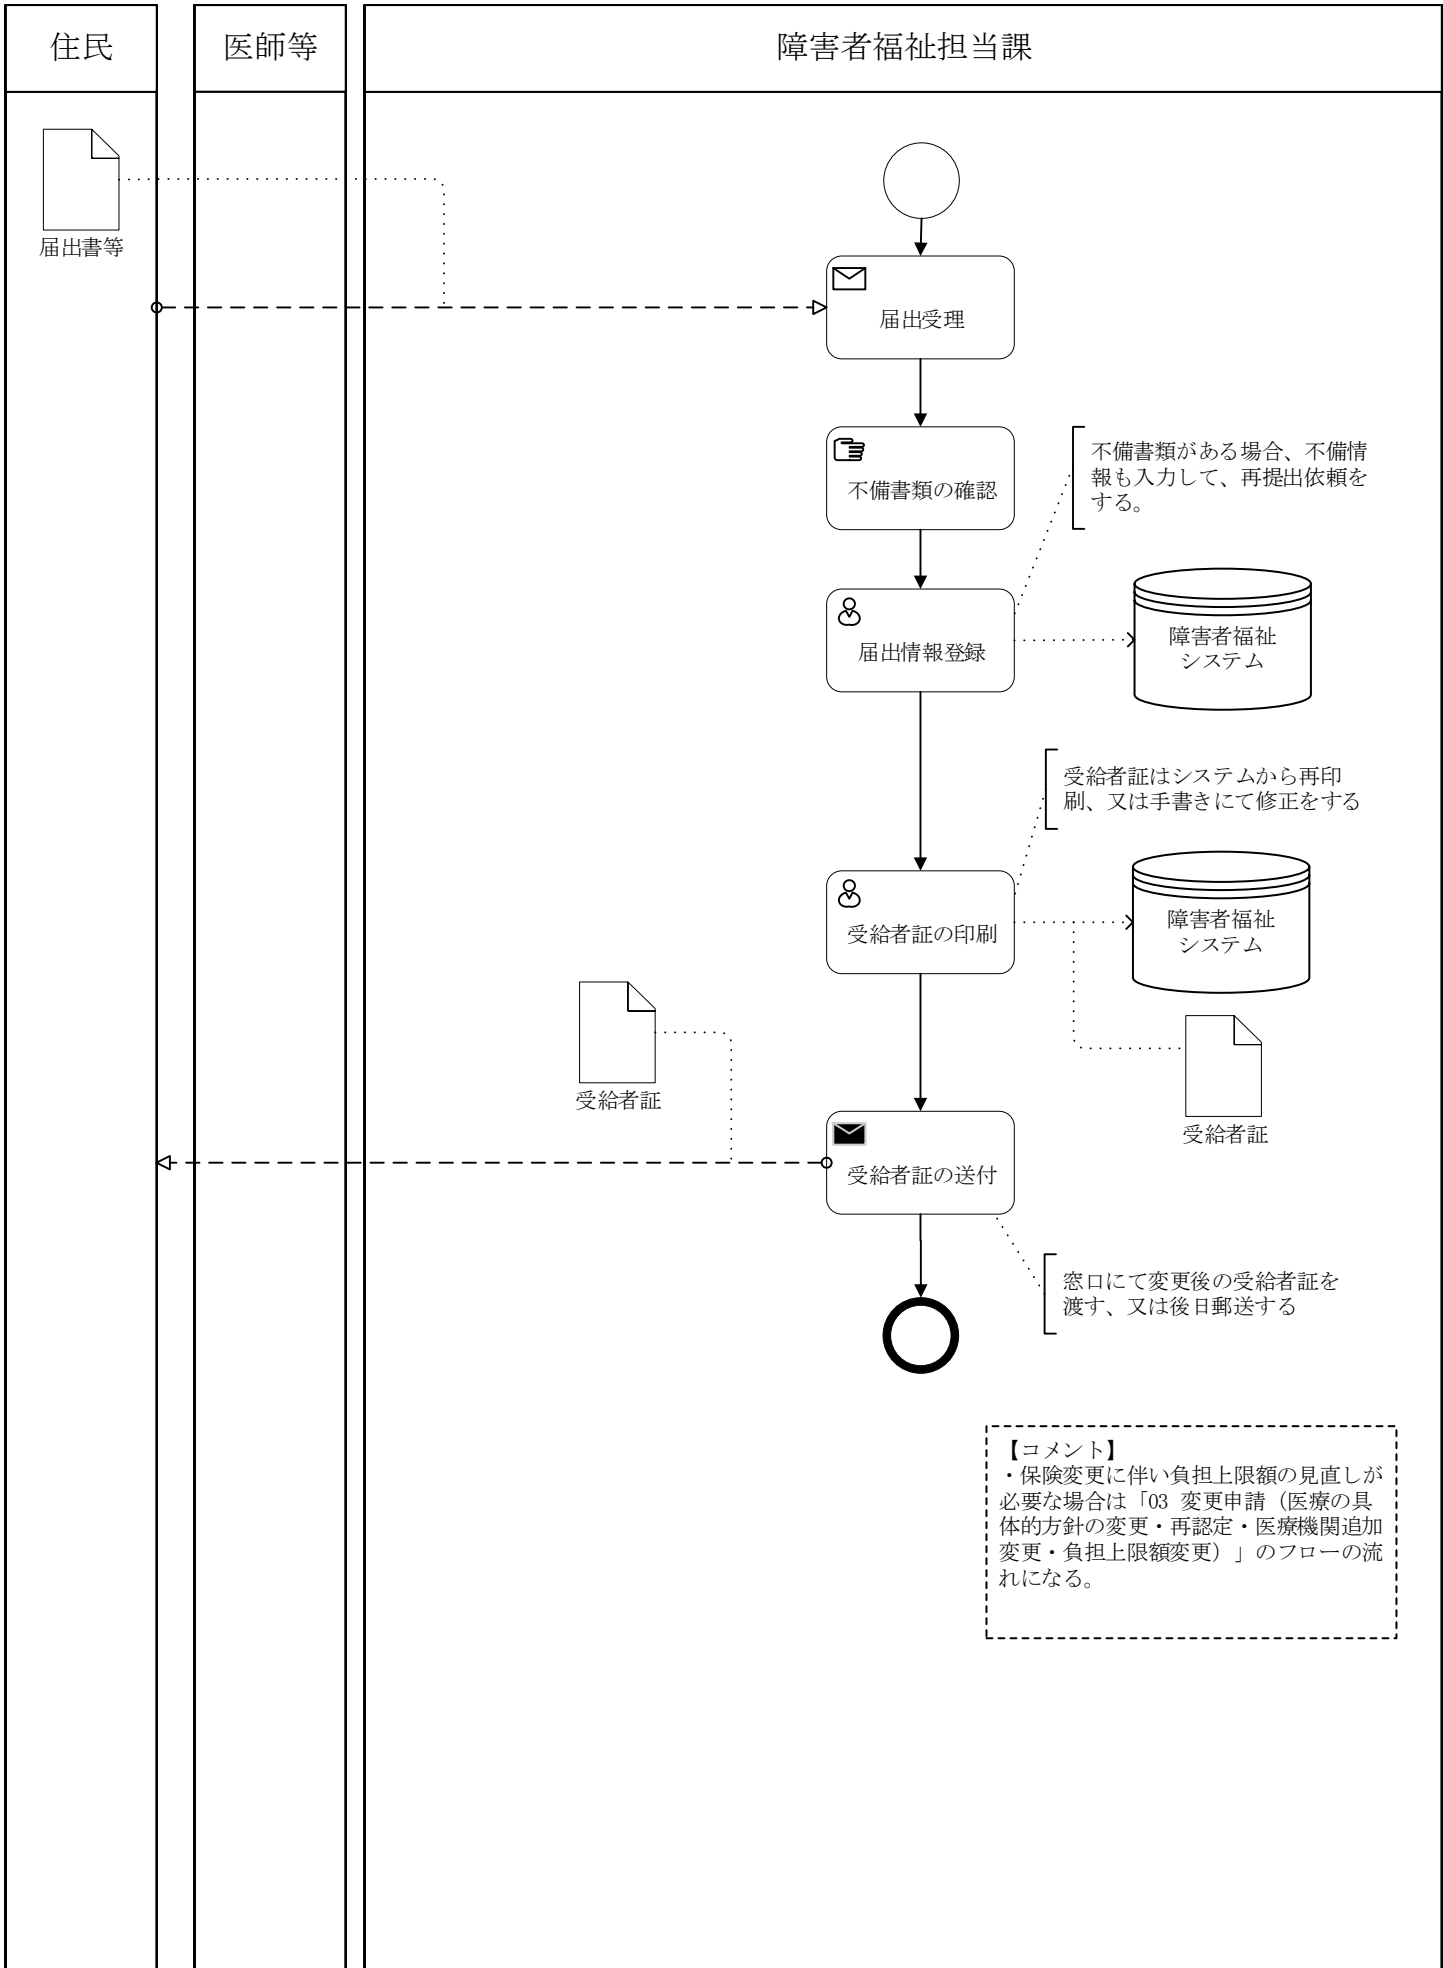 住民
医師等
障害者福祉担当課
届出書等
届出受理
不備書類の確認
不備書類がある場合、不備情
報も入力して、再提出依頼を
する。
届出情報登録
障害者福祉
システム
受給者証はシステムから再印
刷、又は手書きにて修正をする
受給者証の印刷
障害者福祉
システム
受給者証
受給者証
受給者証の送付
窓口にて変更後の受給者証を
渡す、又は後日郵送する
【コメント】
・保険変更に伴い負担上限額の見直しが
必要な場合は「03 変更申請（医療の具
体的方針の変更・再認定・医療機関追加
変更・負担上限額変更）」のフローの流
れになる。